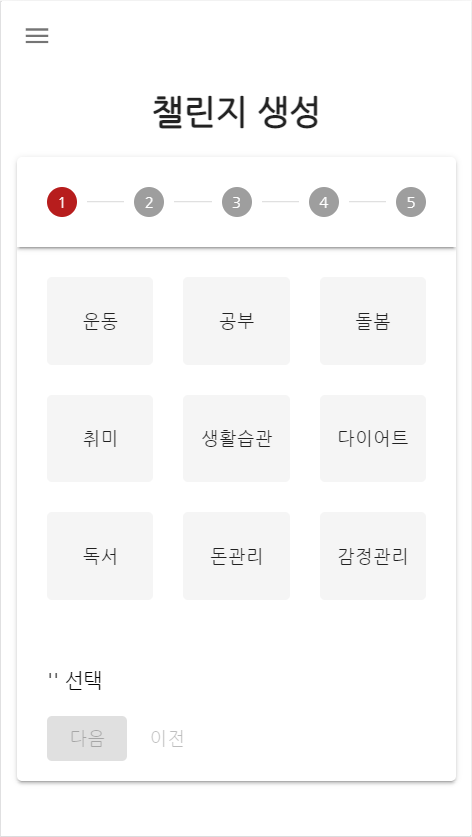 챌린지 생성
1 2 3 4 5
운동 공부 돌봄
취미 생활습관 다이어트
독서 돈관리 감정관리
'' 선택
다음 이전